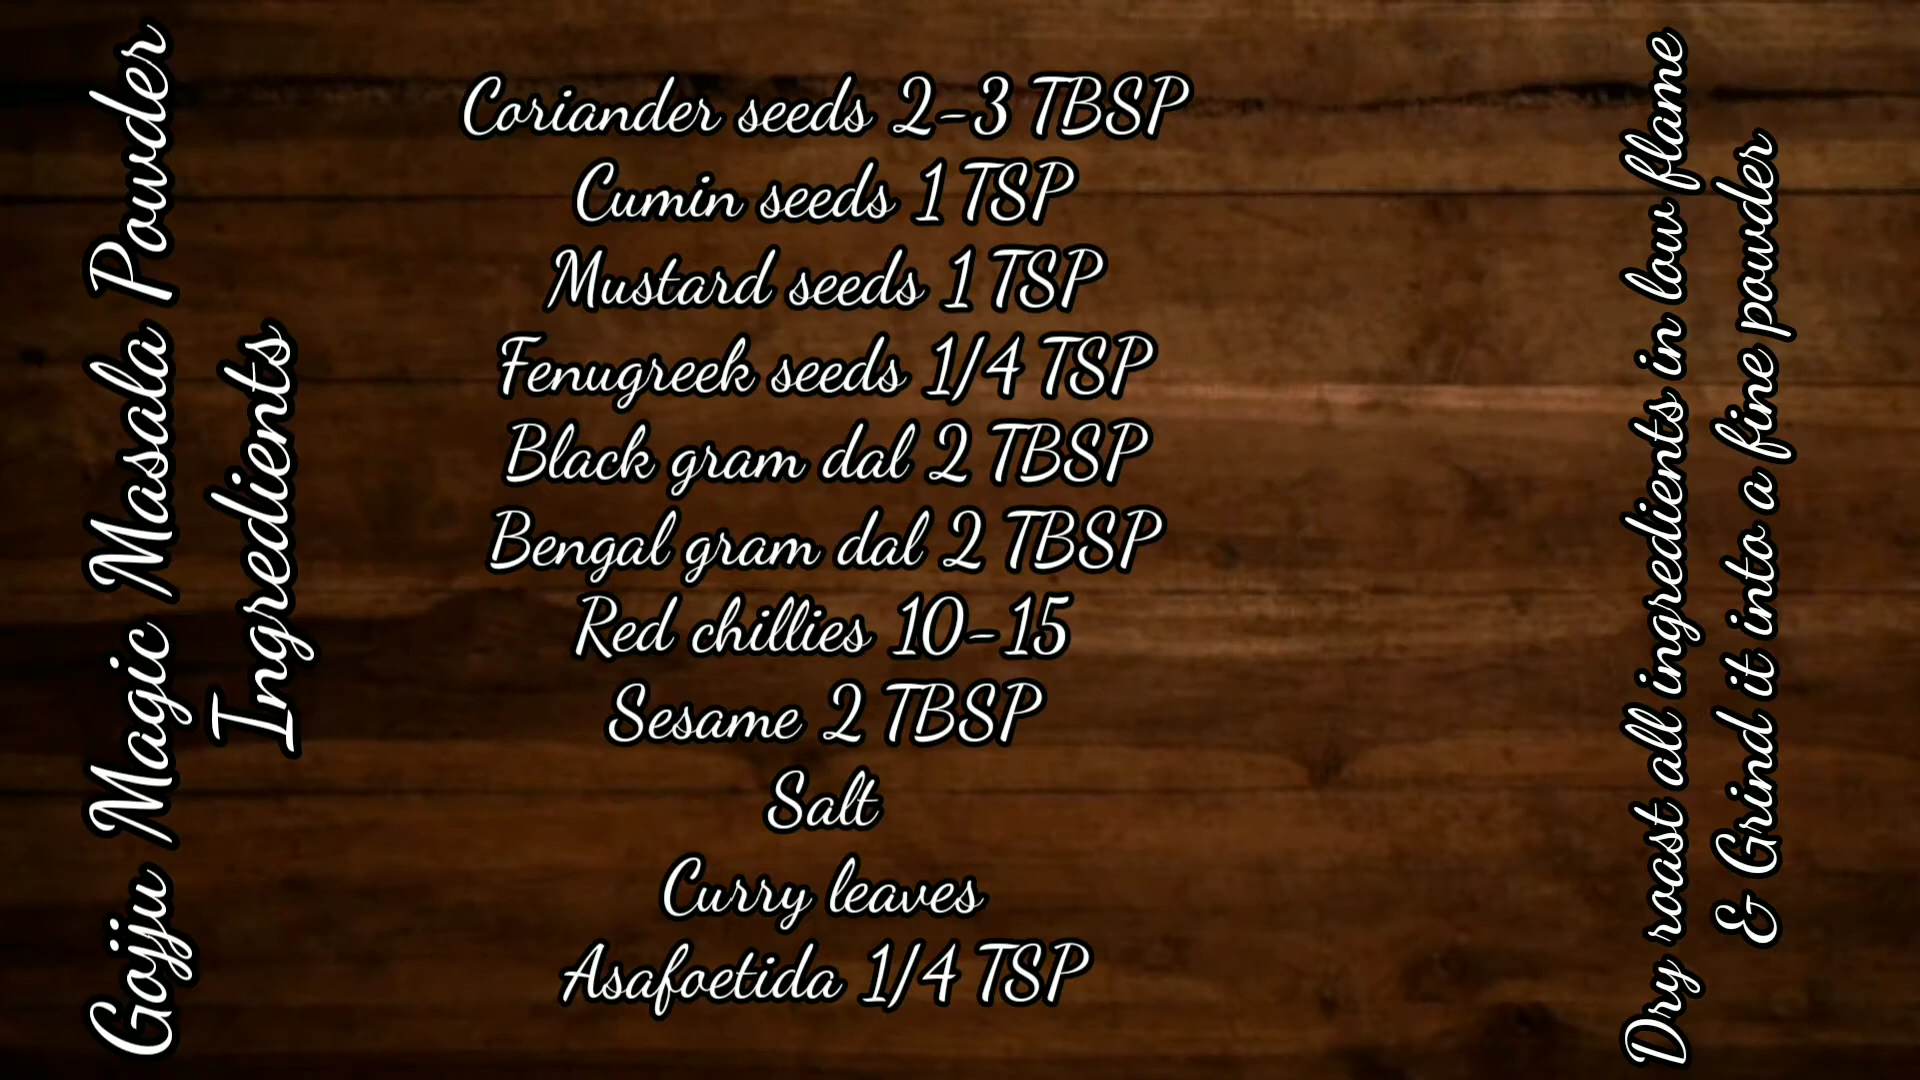 Gojju Magic Masala Powder
Ingredients
Coriander seeds 2-3 TBSP
Cumin seeds 1 TSP
Mustard seeds 1 TSP
Fenugreek seeds 1/4 TSP
Black gram dal 2 TBSP
Bengal gram dal 2 TBSP
Red chillies 10-15
Sesame 2 TBSP
Salt
Curry leaves
Asafoetida 1/4 TSP
Dry roast all ingredients in low flame
& Grind it into a fine powder